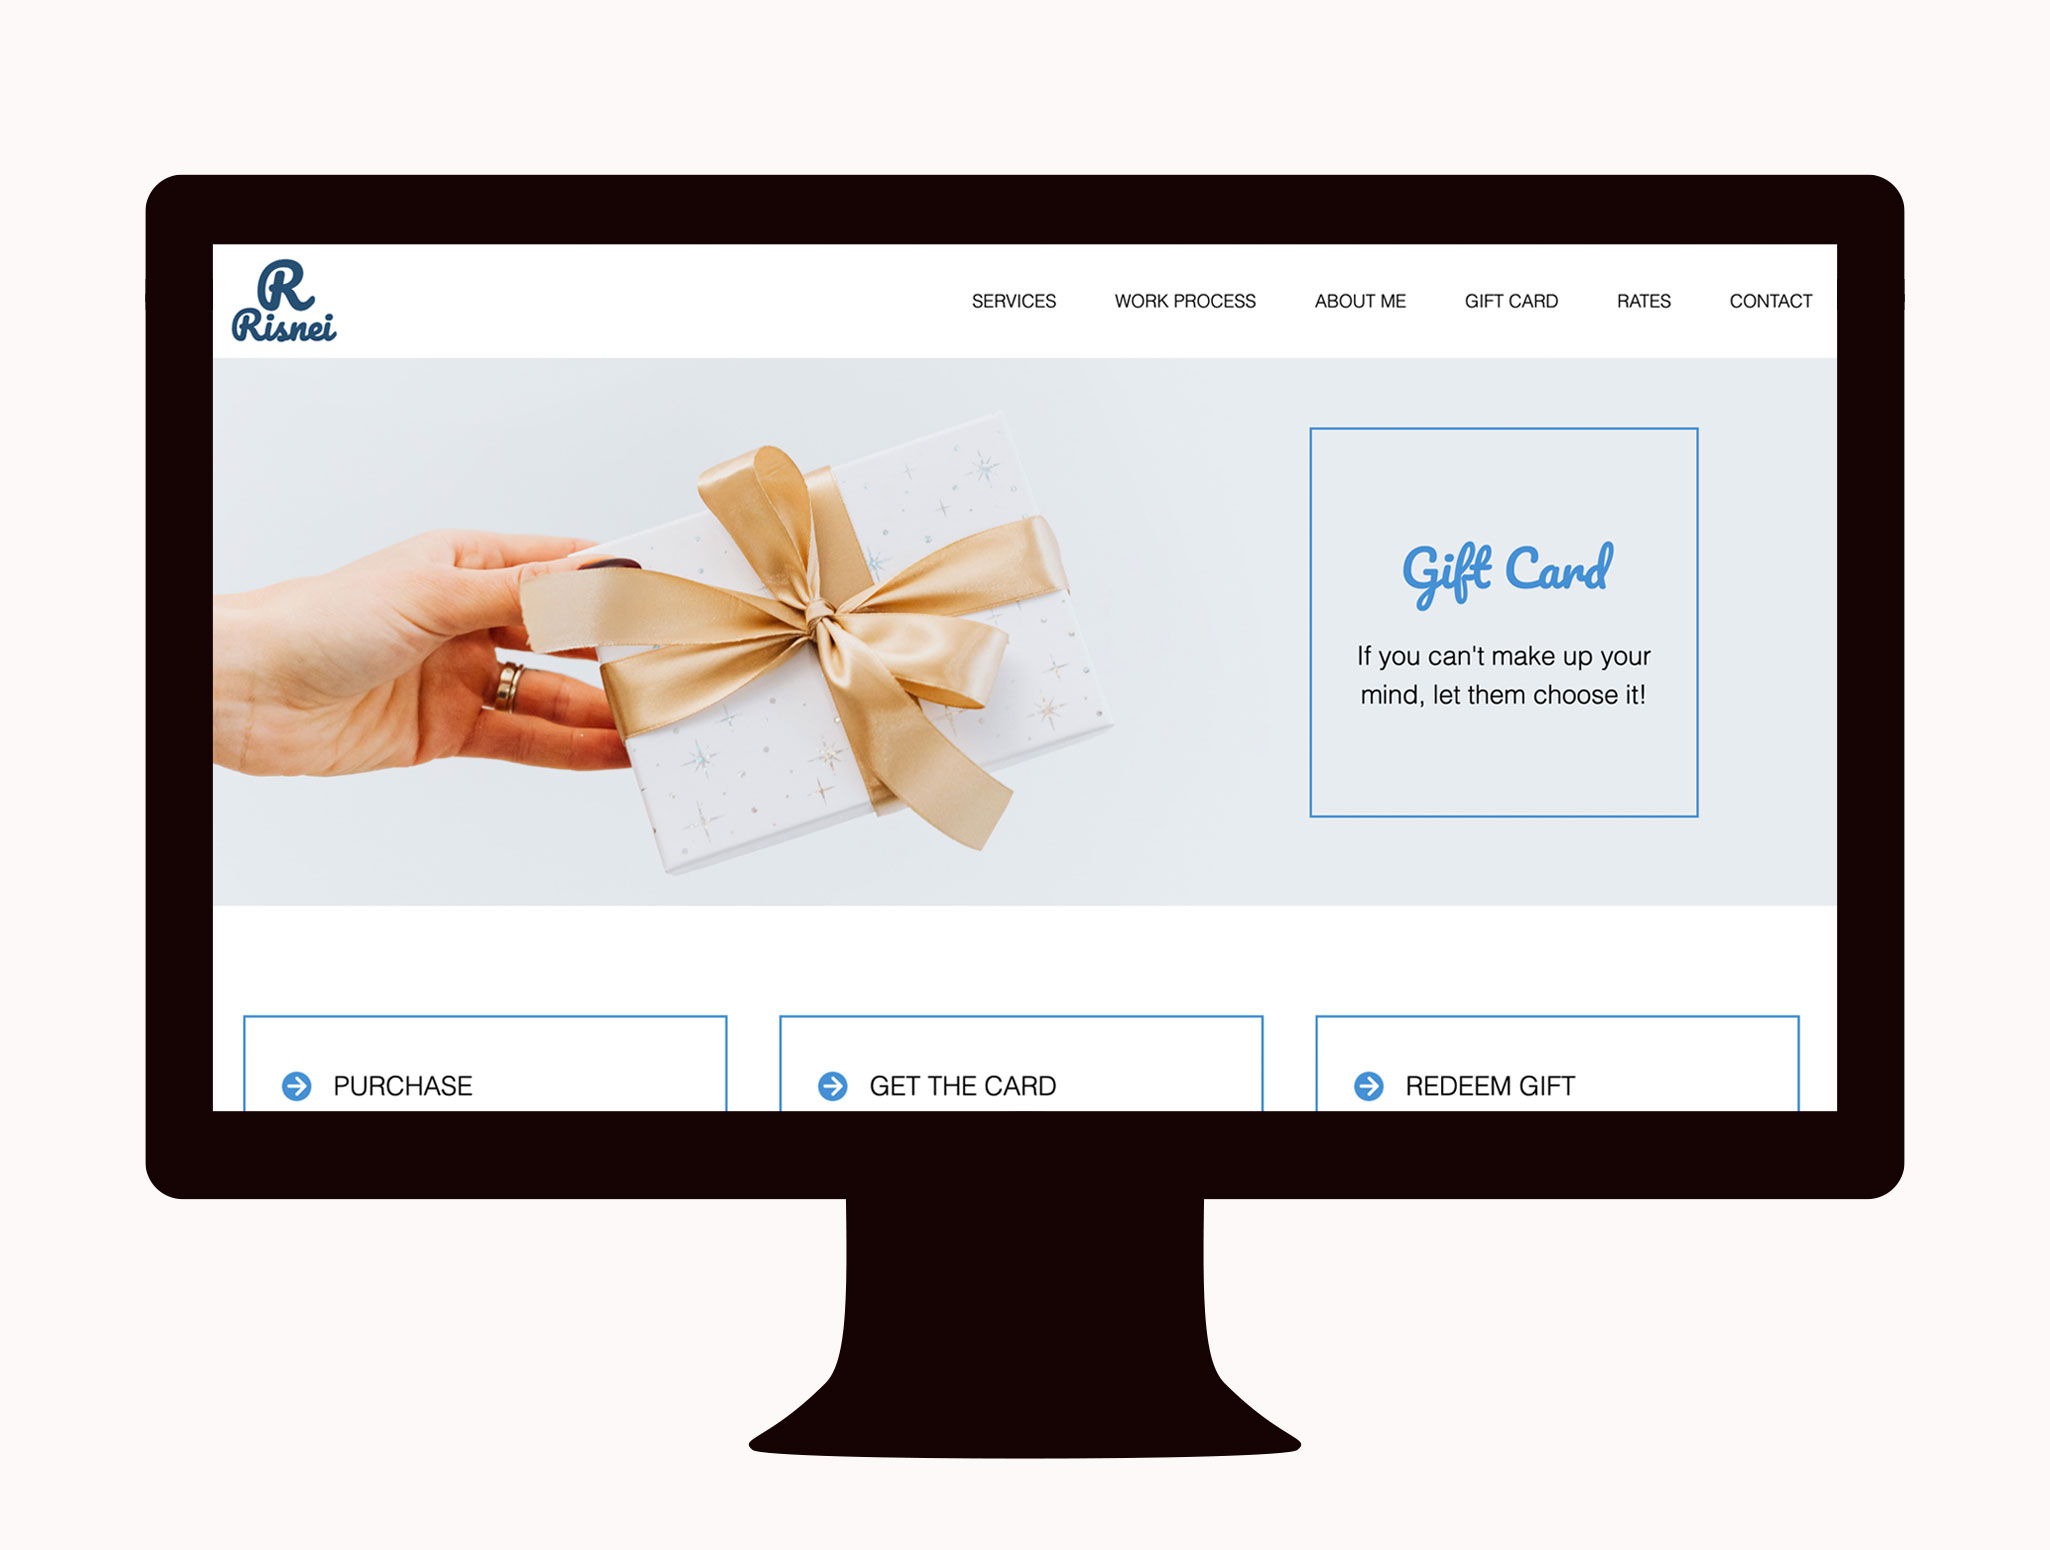 R
Risnei
SERVICES WORK PROCESS ABOUT ME GIFT CARD RATES CONTACT
Gift Card
If you can't make up your
mind, let them choose it!
PURCHASE GET THE CARD REDEEM GIFT